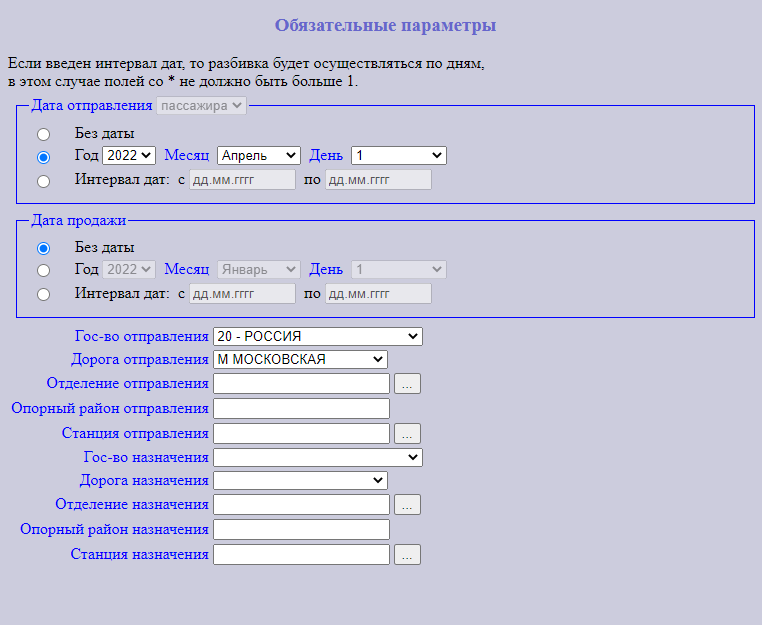 Обязательные параметры
Если введен интервал дат, то разбивка будет осуществляться по дням,
в этом случае полей со * не должно быть больше 1.
Дата отправления пассажира
Без даты
Год 2022 Месяц Апрель День 1
Интервал дат: с дд.мм.гггг по дд.мм.гггг
Дата продажи
Без даты
Год 2022 Месяц Январь День 1
Интервал дат: с дд.мм.гггг по дд.мм.гггг
Гос-во отправления 20 - РОССИЯ
Дорога отправления М МОСКОВСКАЯ
Отделение отправления ...
Опорный район отправления
Станция отправления ...
Гос-во назначения
Дорога назначения
Отделение назначения ...
Опорный район назначения
Станция назначения ...